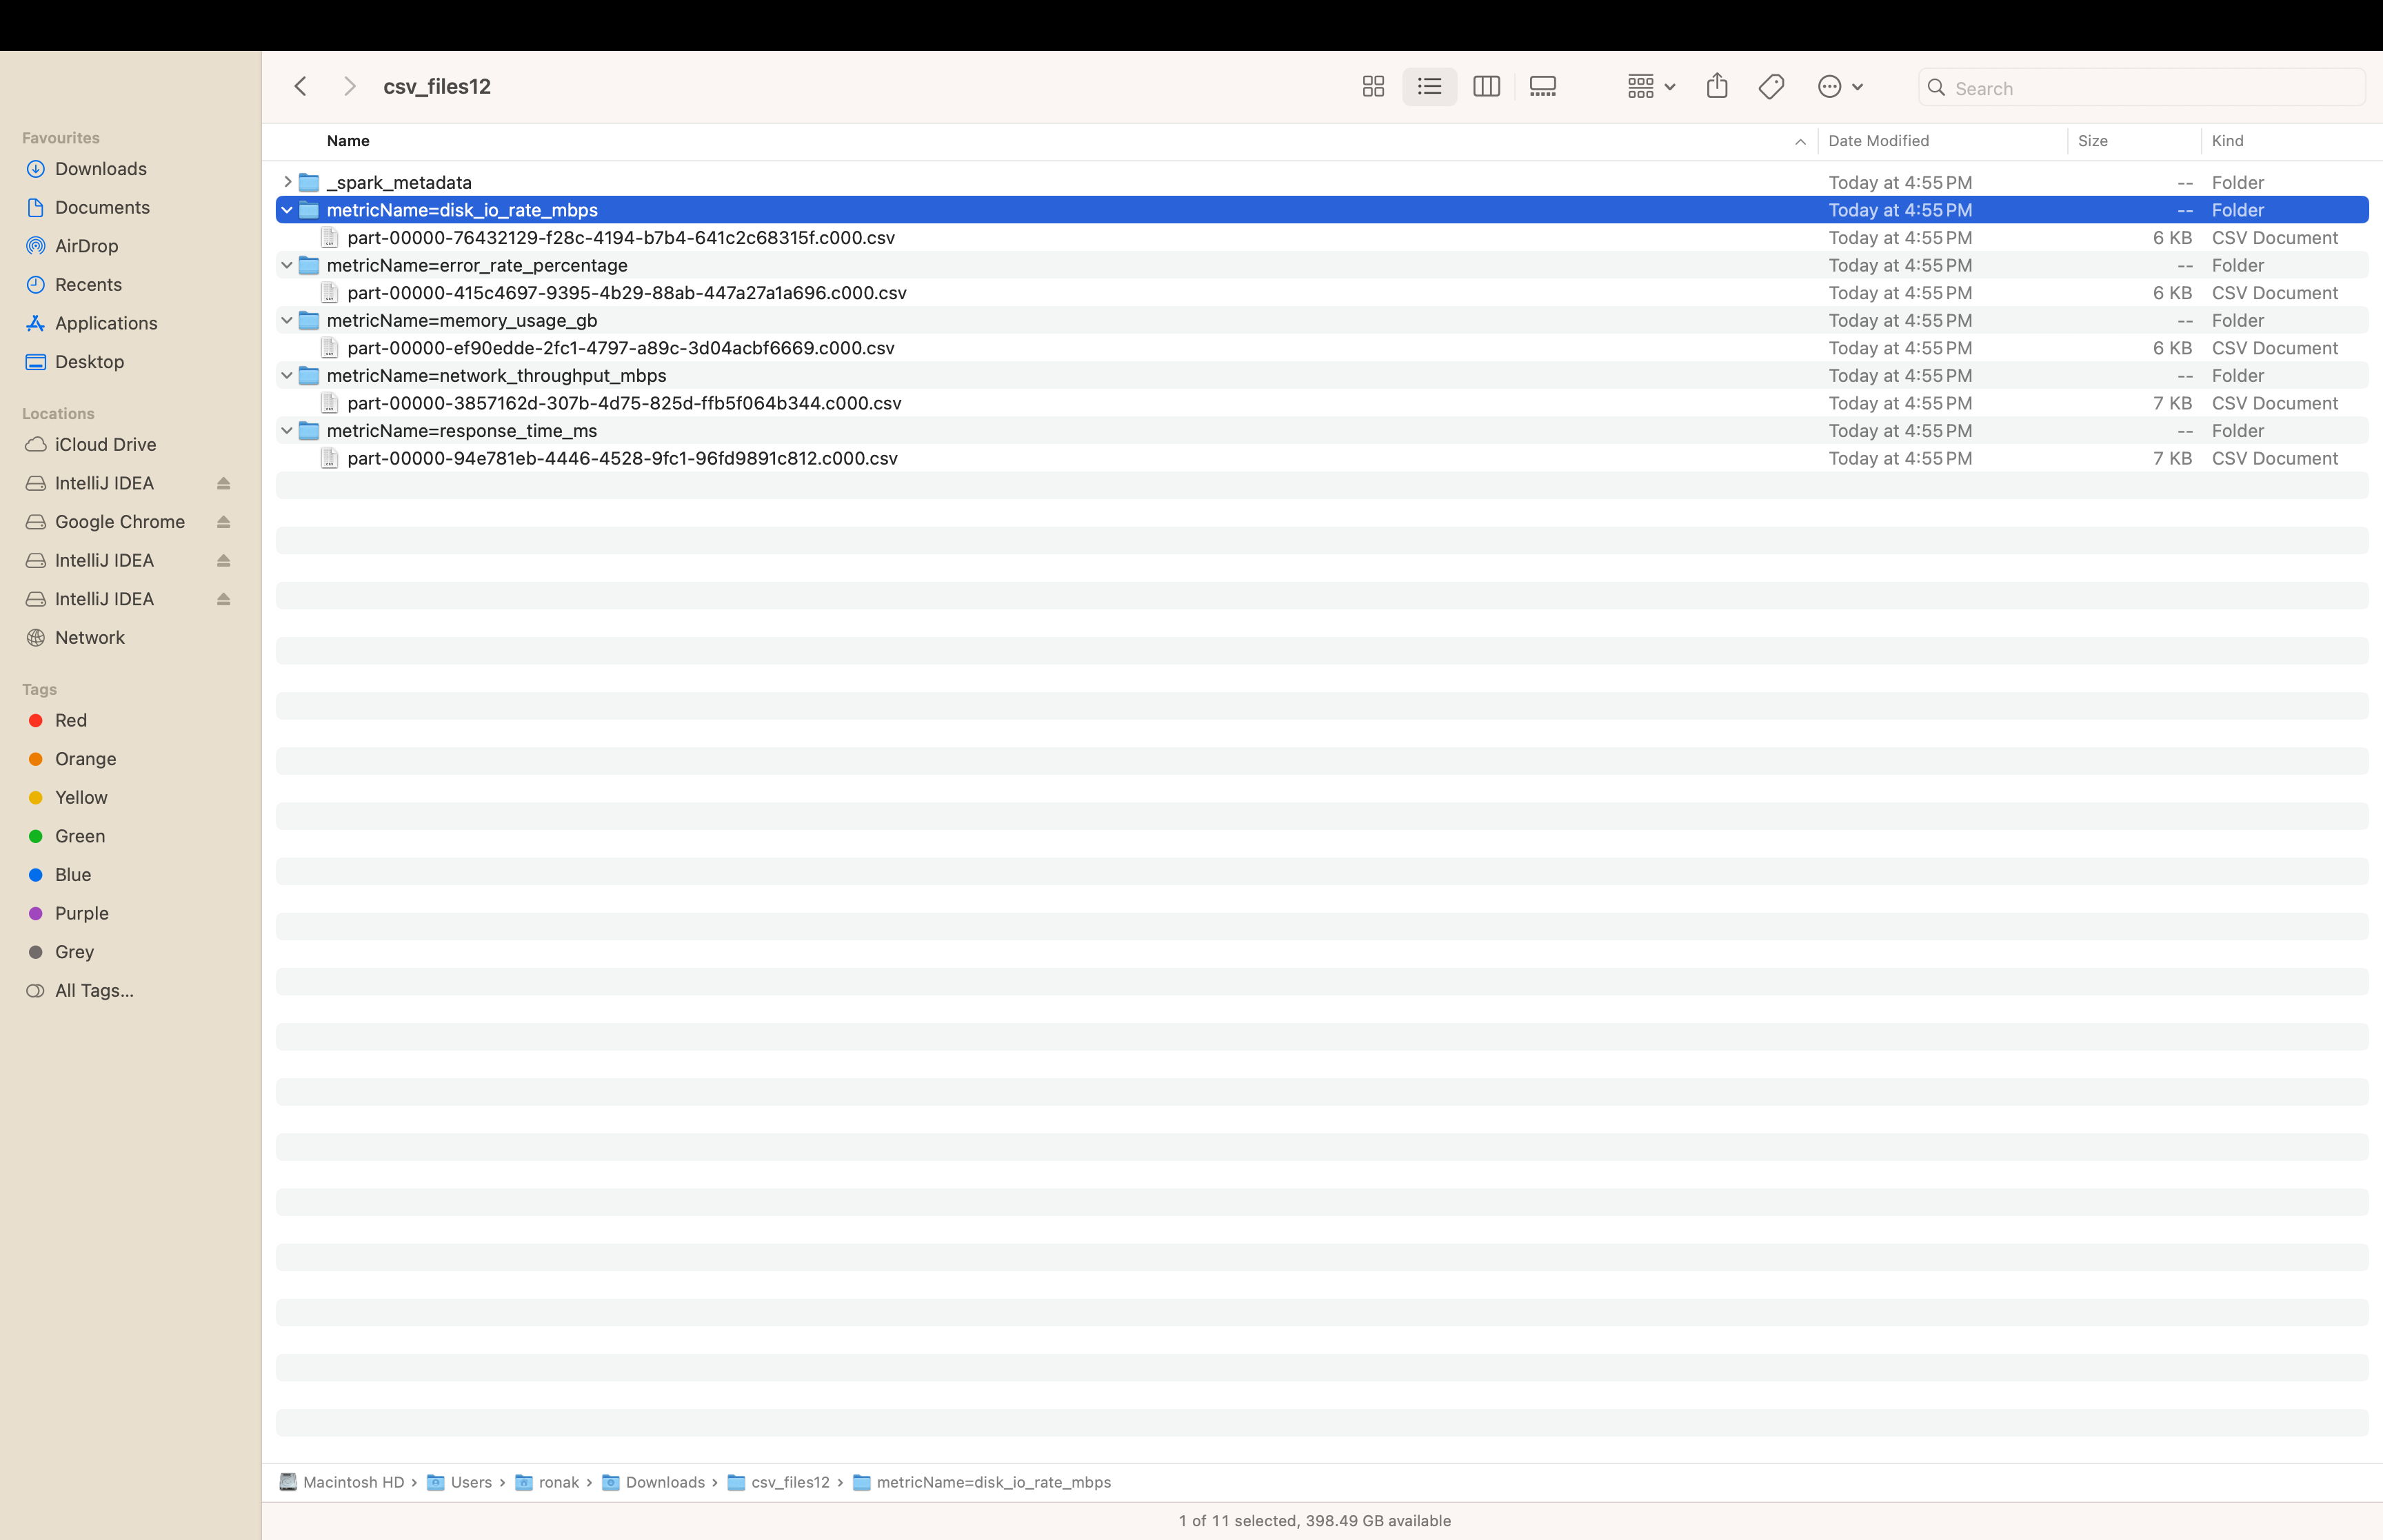 csv_files12
Search
Favourites
Downloads
Documents
AirDrop
Recents
Applications
Desktop
Locations
iCloud Drive
IntelliJ IDEA
Google Chrome
IntelliJ IDEA
IntelliJ IDEA
Network
Tags
Red
Orange
Yellow
Green
Blue
Purple
Grey
All Tags...
Name Date Modified Size Kind
_spark_metadata Today at 4:55 PM -- Folder
metricName=disk_io_rate_mbps Today at 4:55 PM -- Folder
part-00000-76432129-f28c-4194-b7b4-641c2c68315f.c000.csv Today at 4:55 PM 6 KB CSV Document
metricName=error_rate_percentage Today at 4:55 PM -- Folder
part-00000-415c4697-9395-4b29-88ab-447a27a1a696.c000.csv Today at 4:55 PM 6 KB CSV Document
metricName=memory_usage_gb Today at 4:55 PM -- Folder
part-00000-ef90edde-2fc1-4797-a89c-3d04acbf6669.c000.csv Today at 4:55 PM 6 KB CSV Document
metricName=network_throughput_mbps Today at 4:55 PM -- Folder
part-00000-3857162d-307b-4d75-825d-ffb5f064b344.c000.csv Today at 4:55 PM 7 KB CSV Document
metricName=response_time_ms Today at 4:55 PM -- Folder
part-00000-94e781eb-4446-4528-9fc1-96fd9891c812.c000.csv Today at 4:55 PM 7 KB CSV Document
Macintosh HD › Users › ronak › Downloads › csv_files12 › metricName=disk_io_rate_mbps
1 of 11 selected, 398.49 GB available